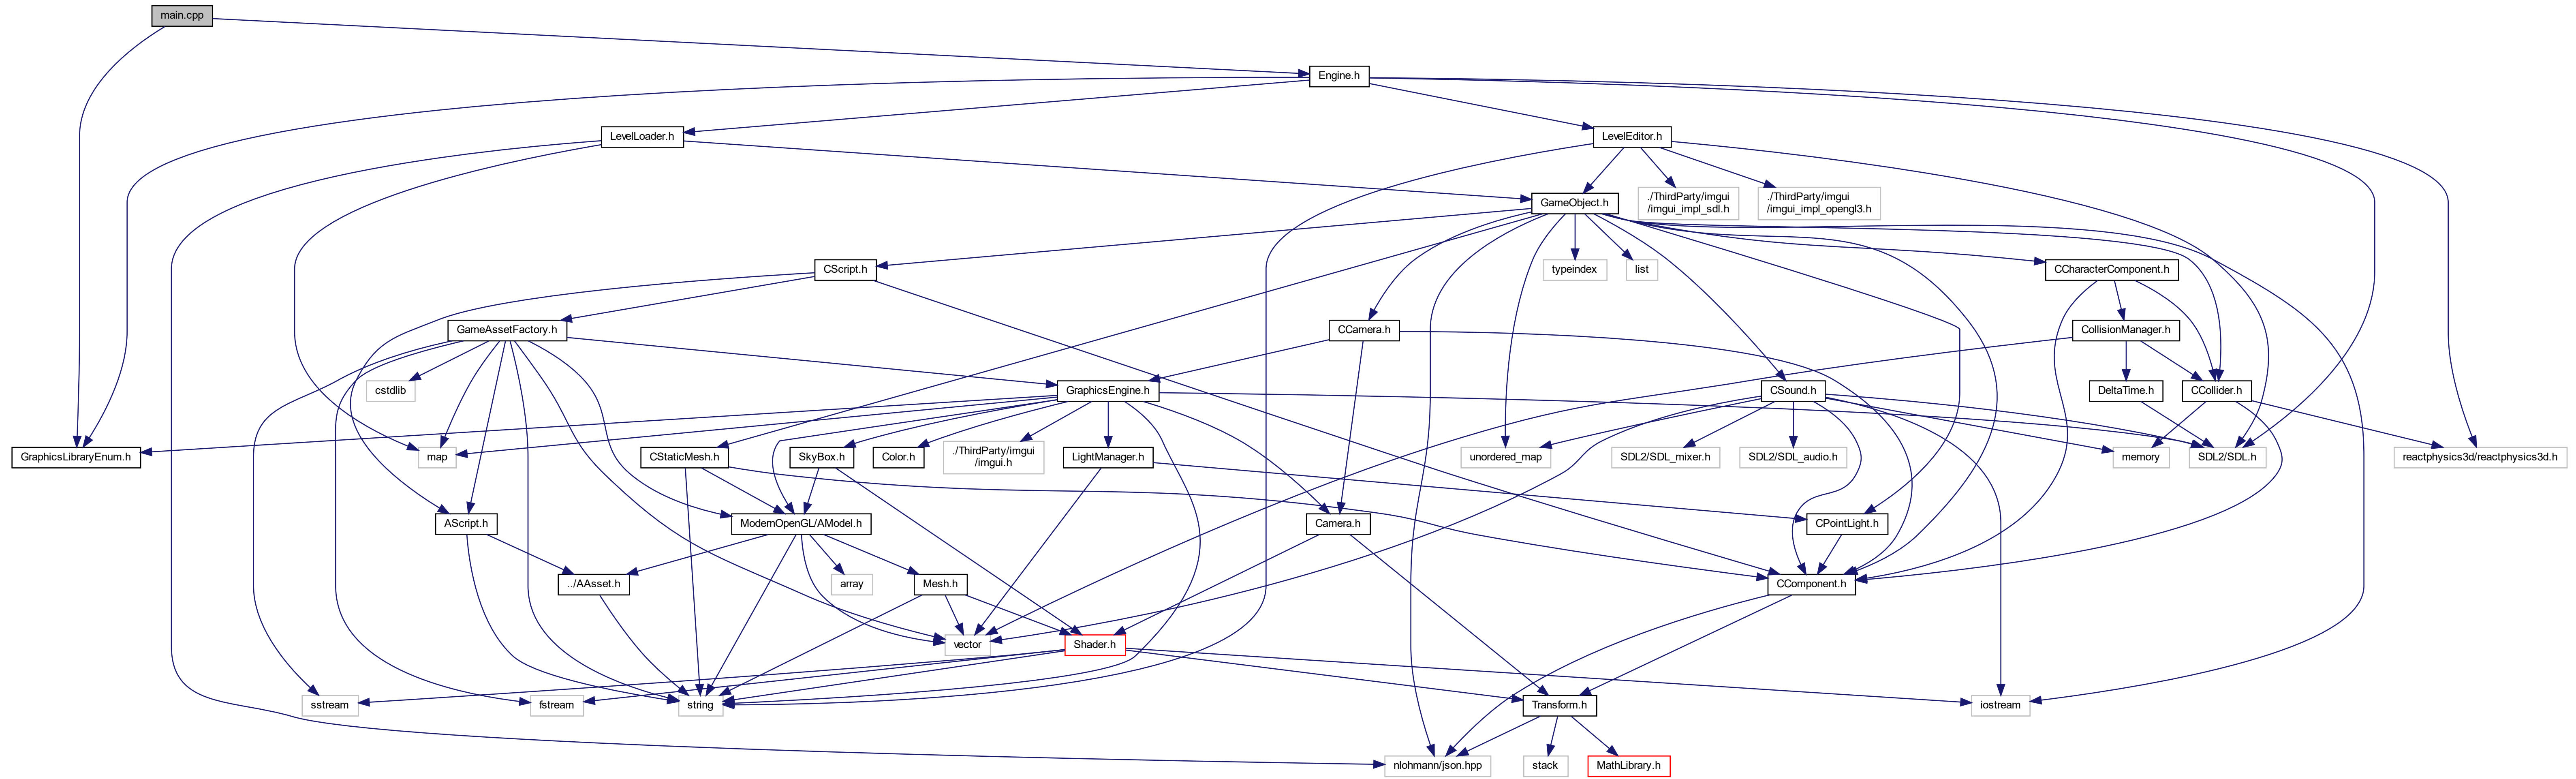 main.cpp
Engine.h
LevelLoader.h
LevelEditor.h
GameObject.h
./ThirdParty/imgui
/imgui_impl_sdl.h
./ThirdParty/imgui
/imgui_impl_opengl3.h
CScript.h
typeindex
list
CCharacterComponent.h
GameAssetFactory.h
CCamera.h
CollisionManager.h
cstdlib
GraphicsEngine.h
CSound.h
DeltaTime.h
CCollider.h
GraphicsLibraryEnum.h
map
CStaticMesh.h
SkyBox.h
Color.h
./ThirdParty/imgui
/imgui.h
LightManager.h
unordered_map
SDL2/SDL_mixer.h
SDL2/SDL_audio.h
memory
SDL2/SDL.h
reactphysics3d/reactphysics3d.h
AScript.h
ModernOpenGL/AModel.h
Camera.h
CPointLight.h
../AAsset.h
array
Mesh.h
CComponent.h
vector
Shader.h
sstream
fstream
string
Transform.h
iostream
nlohmann/json.hpp
stack
MathLibrary.h